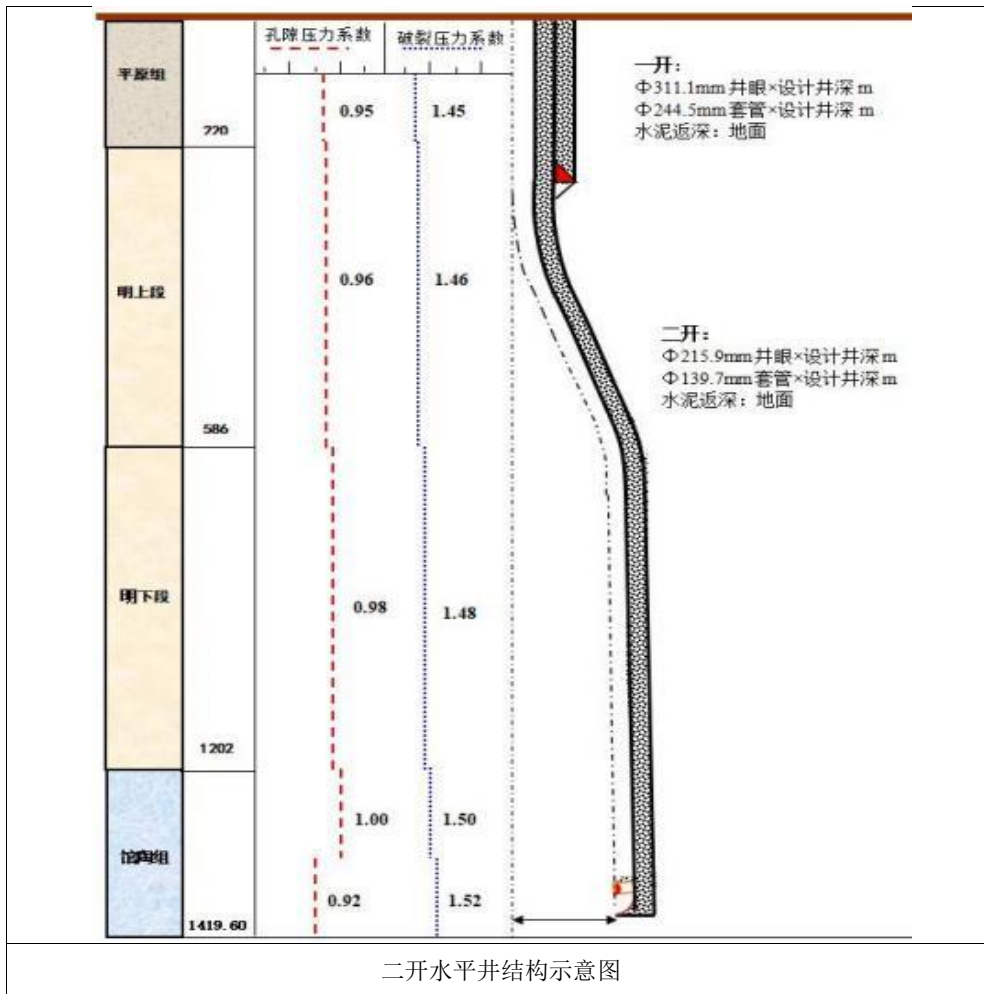 孔隙压力系数
破裂压力系数
平原组
220
0.95
1.45
一开：
Φ311.1mm 井眼×设计井深 m
Φ244.5mm 套管×设计井深 m
水泥返深：地面
明上段
586
0.96
1.46
二开：
Φ215.9mm 井眼×设计井深 m
Φ139.7mm 套管×设计井深 m
水泥返深：地面
明下段
1202
0.98
1.48
馆陶组
1419.60
1.00
1.50
0.92
1.52
二开水平井结构示意图